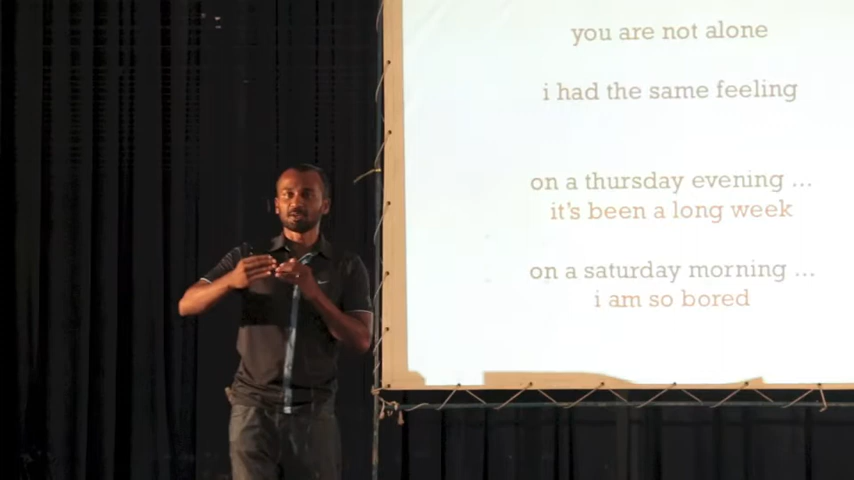 you are not alone
i had the same feeling
on a thursday evening ...
it's been a long week
on a saturday morning ...
i am so bored